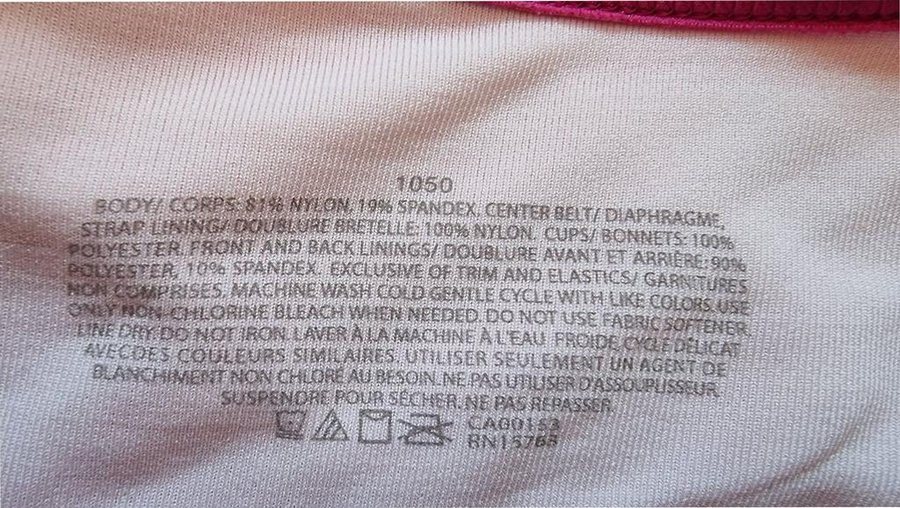 1050
BODY/ CORPS: 81% NYLON, 19% SPANDEX. CENTER BELT/ DIAPHRAGME,
STRAP LINING/ DOUBLURE BRETELLE: 100% NYLON. CUPS/ BONNETS: 100%
POLYESTER. FRONT AND BACK LININGS/ DOUBLURE AVANT ET ARRIÈRE: 90%
POLYESTER, 10% SPANDEX. EXCLUSIVE OF TRIM AND ELASTICS/ GARNITURES
NON COMPRISES. MACHINE WASH COLD GENTLE CYCLE WITH LIKE COLORS. USE
ONLY NON-CHLORINE BLEACH WHEN NEEDED. DO NOT USE FABRIC SOFTENER.
LINE DRY. DO NOT IRON. LAVER À LA MACHINE À L'EAU FROIDE, CYCLE DÉLICAT
AVEC DES COULEURS SIMILAIRES. UTILISER SEULEMENT UN AGENT DE
BLANCHIMENT NON CHLORÉ AU BESOIN. NE PAS UTILISER D'ASSOUPLISSEUR.
SUSPENDRE POUR SÉCHER. NE PAS REPASSER.
CA00153
RN15763